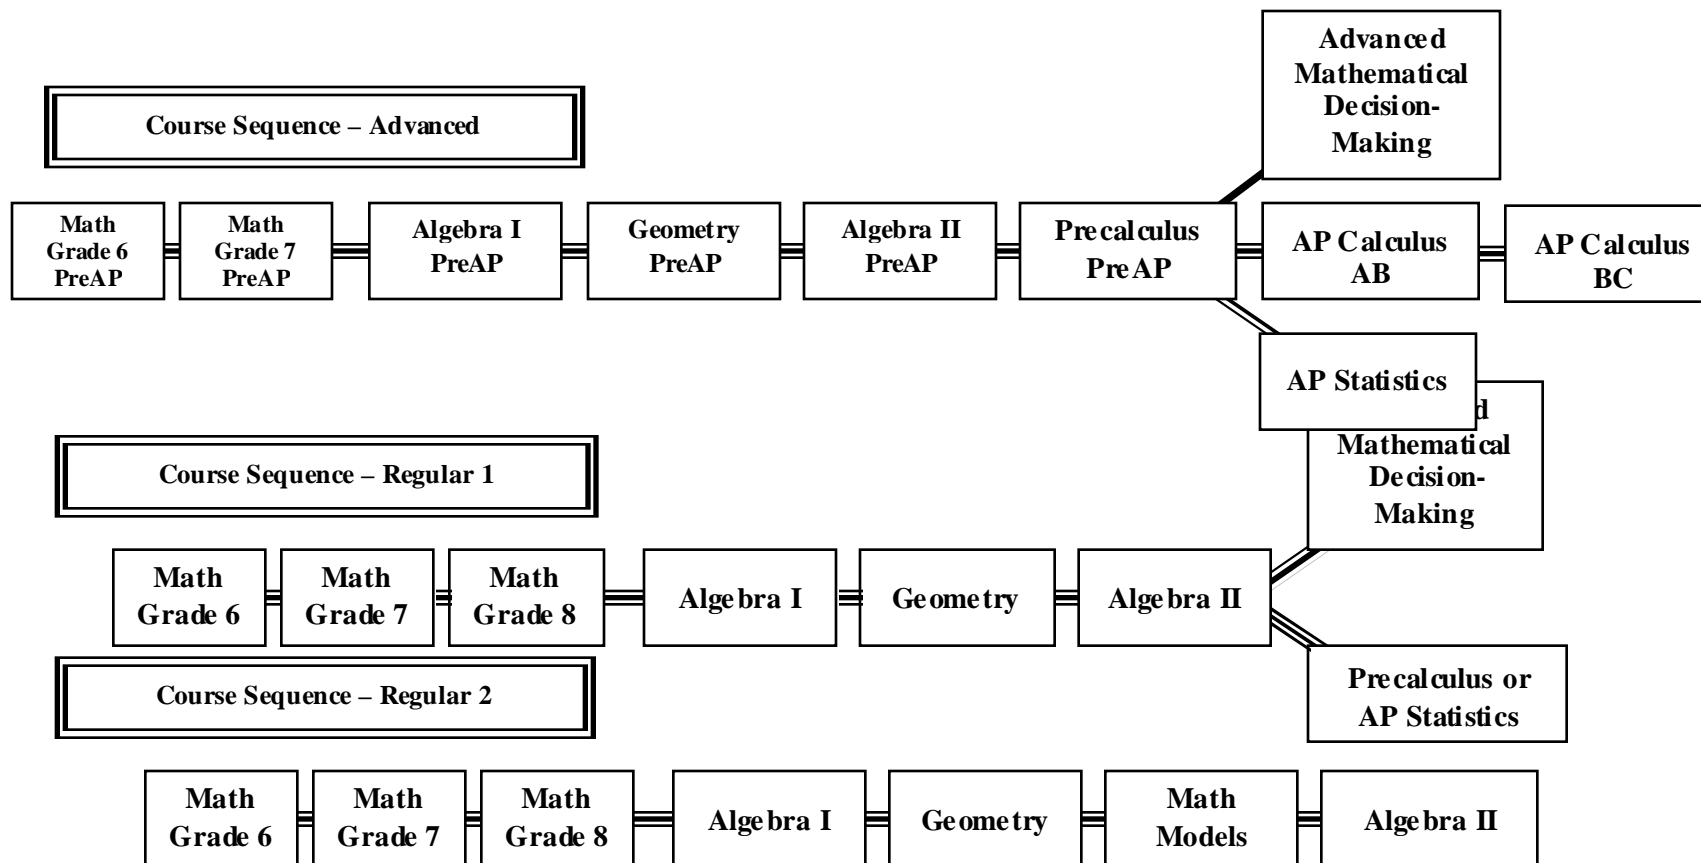 Advanced
Mathematical
Decision-
Making
Course Sequence – Advanced
Math
Grade 6
PreAP
Math
Grade 7
PreAP
Algebra I
PreAP
Geometry
PreAP
Algebra II
PreAP
Precalculus
PreAP
AP Calculus
AB
AP Calculus
BC
AP Statistics
d
Mathematical
Decision-
Making
Course Sequence – Regular 1
Math
Grade 6
Math
Grade 7
Math
Grade 8
Algebra I
Geometry
Algebra II
Precalculus or
AP Statistics
Course Sequence – Regular 2
Math
Grade 6
Math
Grade 7
Math
Grade 8
Algebra I
Geometry
Math
Models
Algebra II